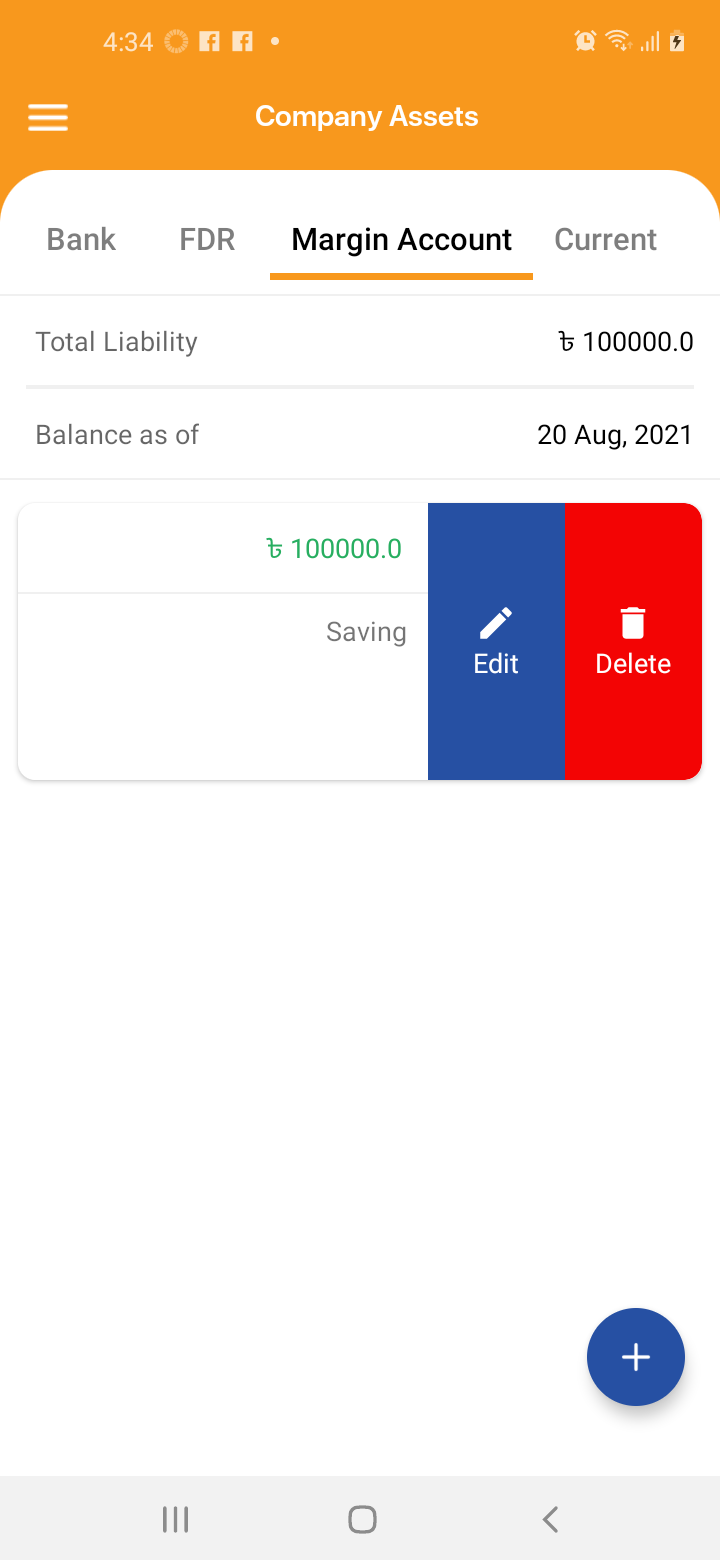 4:34
Company Assets
Bank FDR Margin Account Current
Total Liability ৳ 100000.0
Balance as of 20 Aug, 2021
৳ 100000.0
Saving
Edit Delete